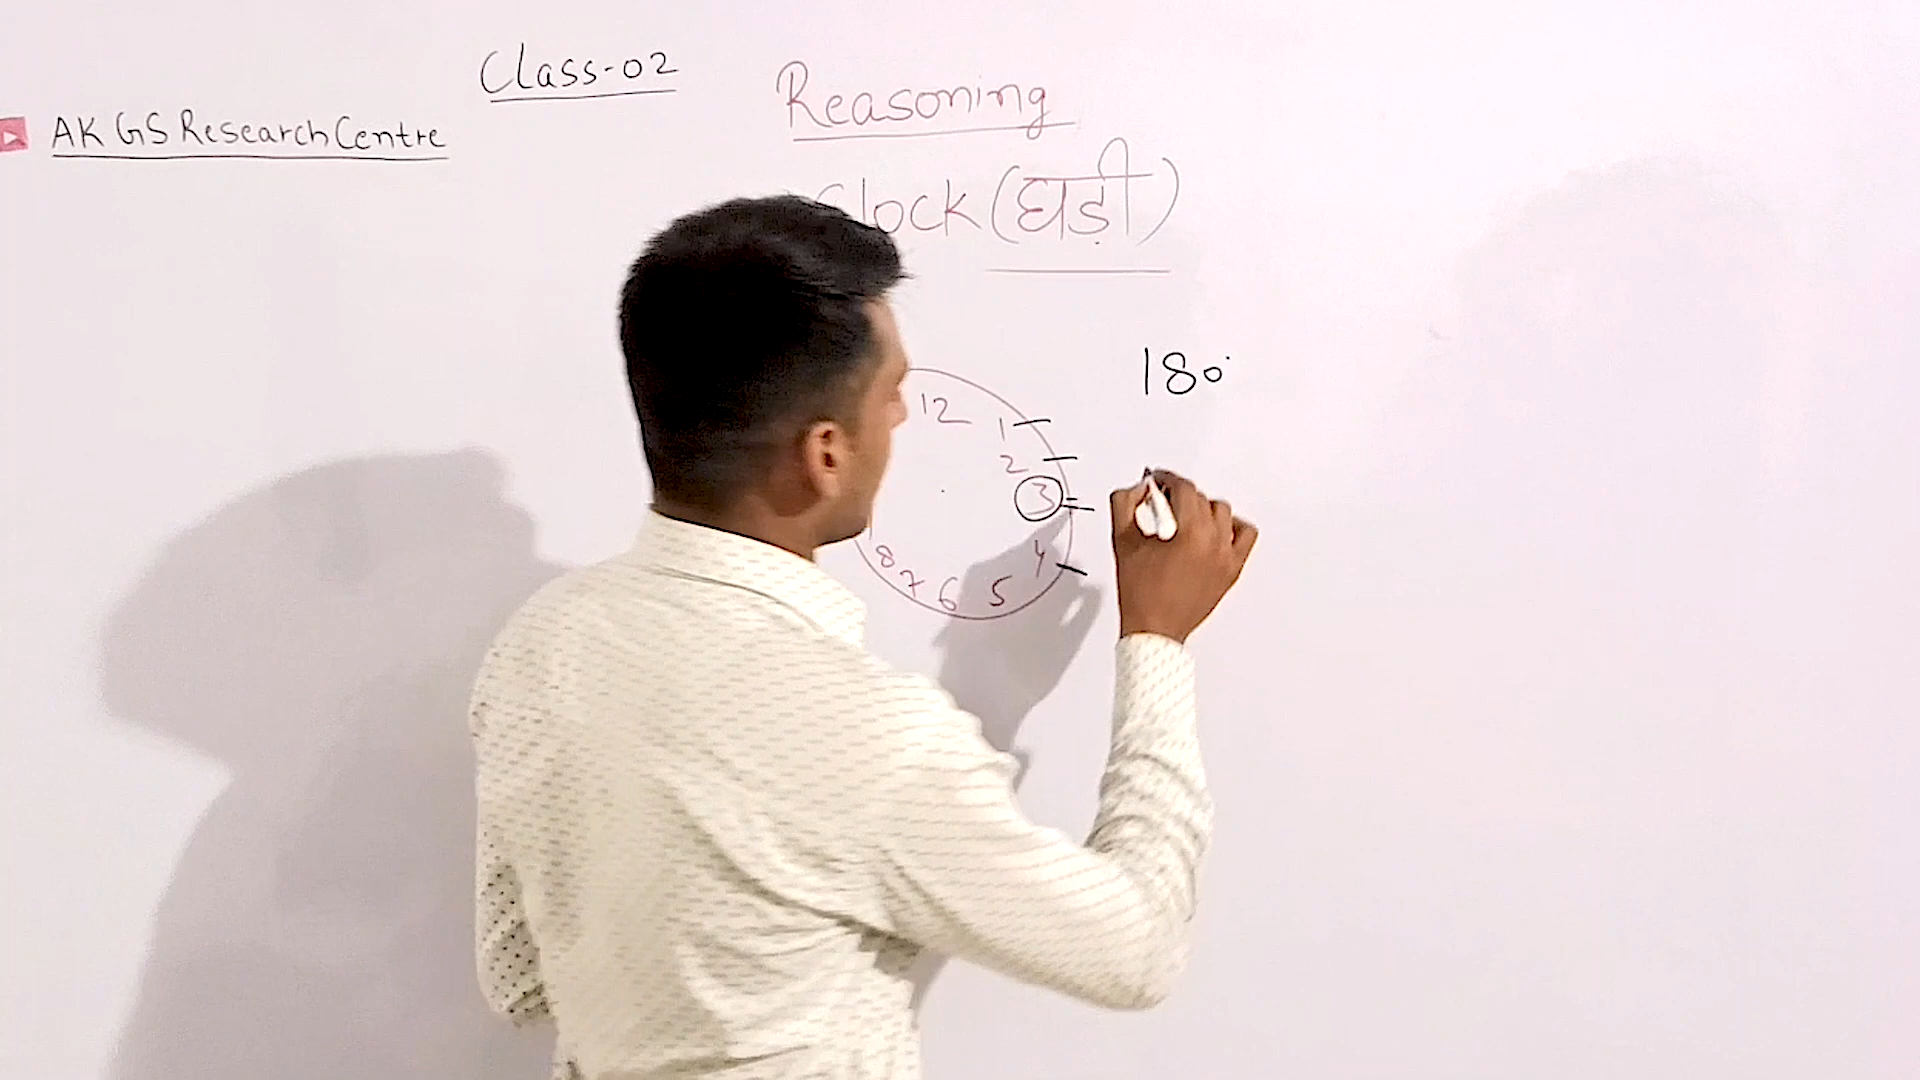 Class-02
AK GS Research Centre
Reasoning
Clock (घड़ी)
180°
12
1
2
3
4
5
6
7
8